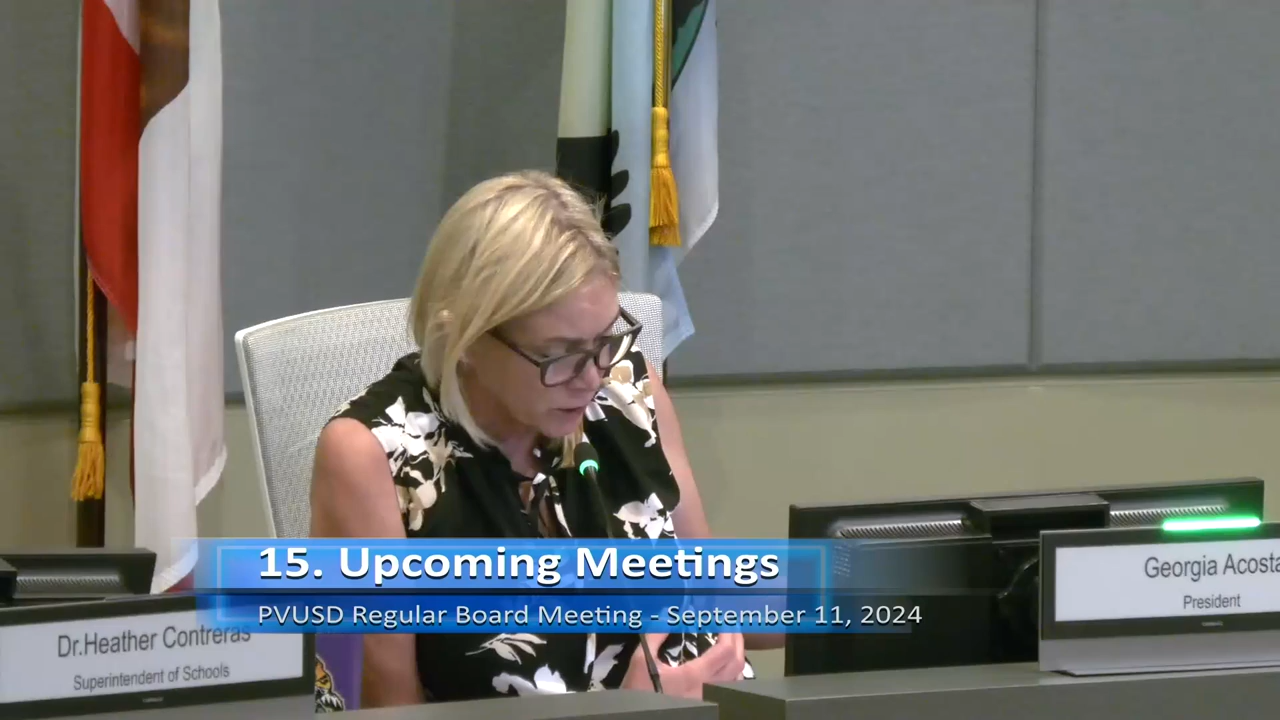 15. Upcoming Meetings
PVUSD Regular Board Meeting - September 11, 2024
Dr.Heather Contreras
Superintendent of Schools
Georgia Acosta
President